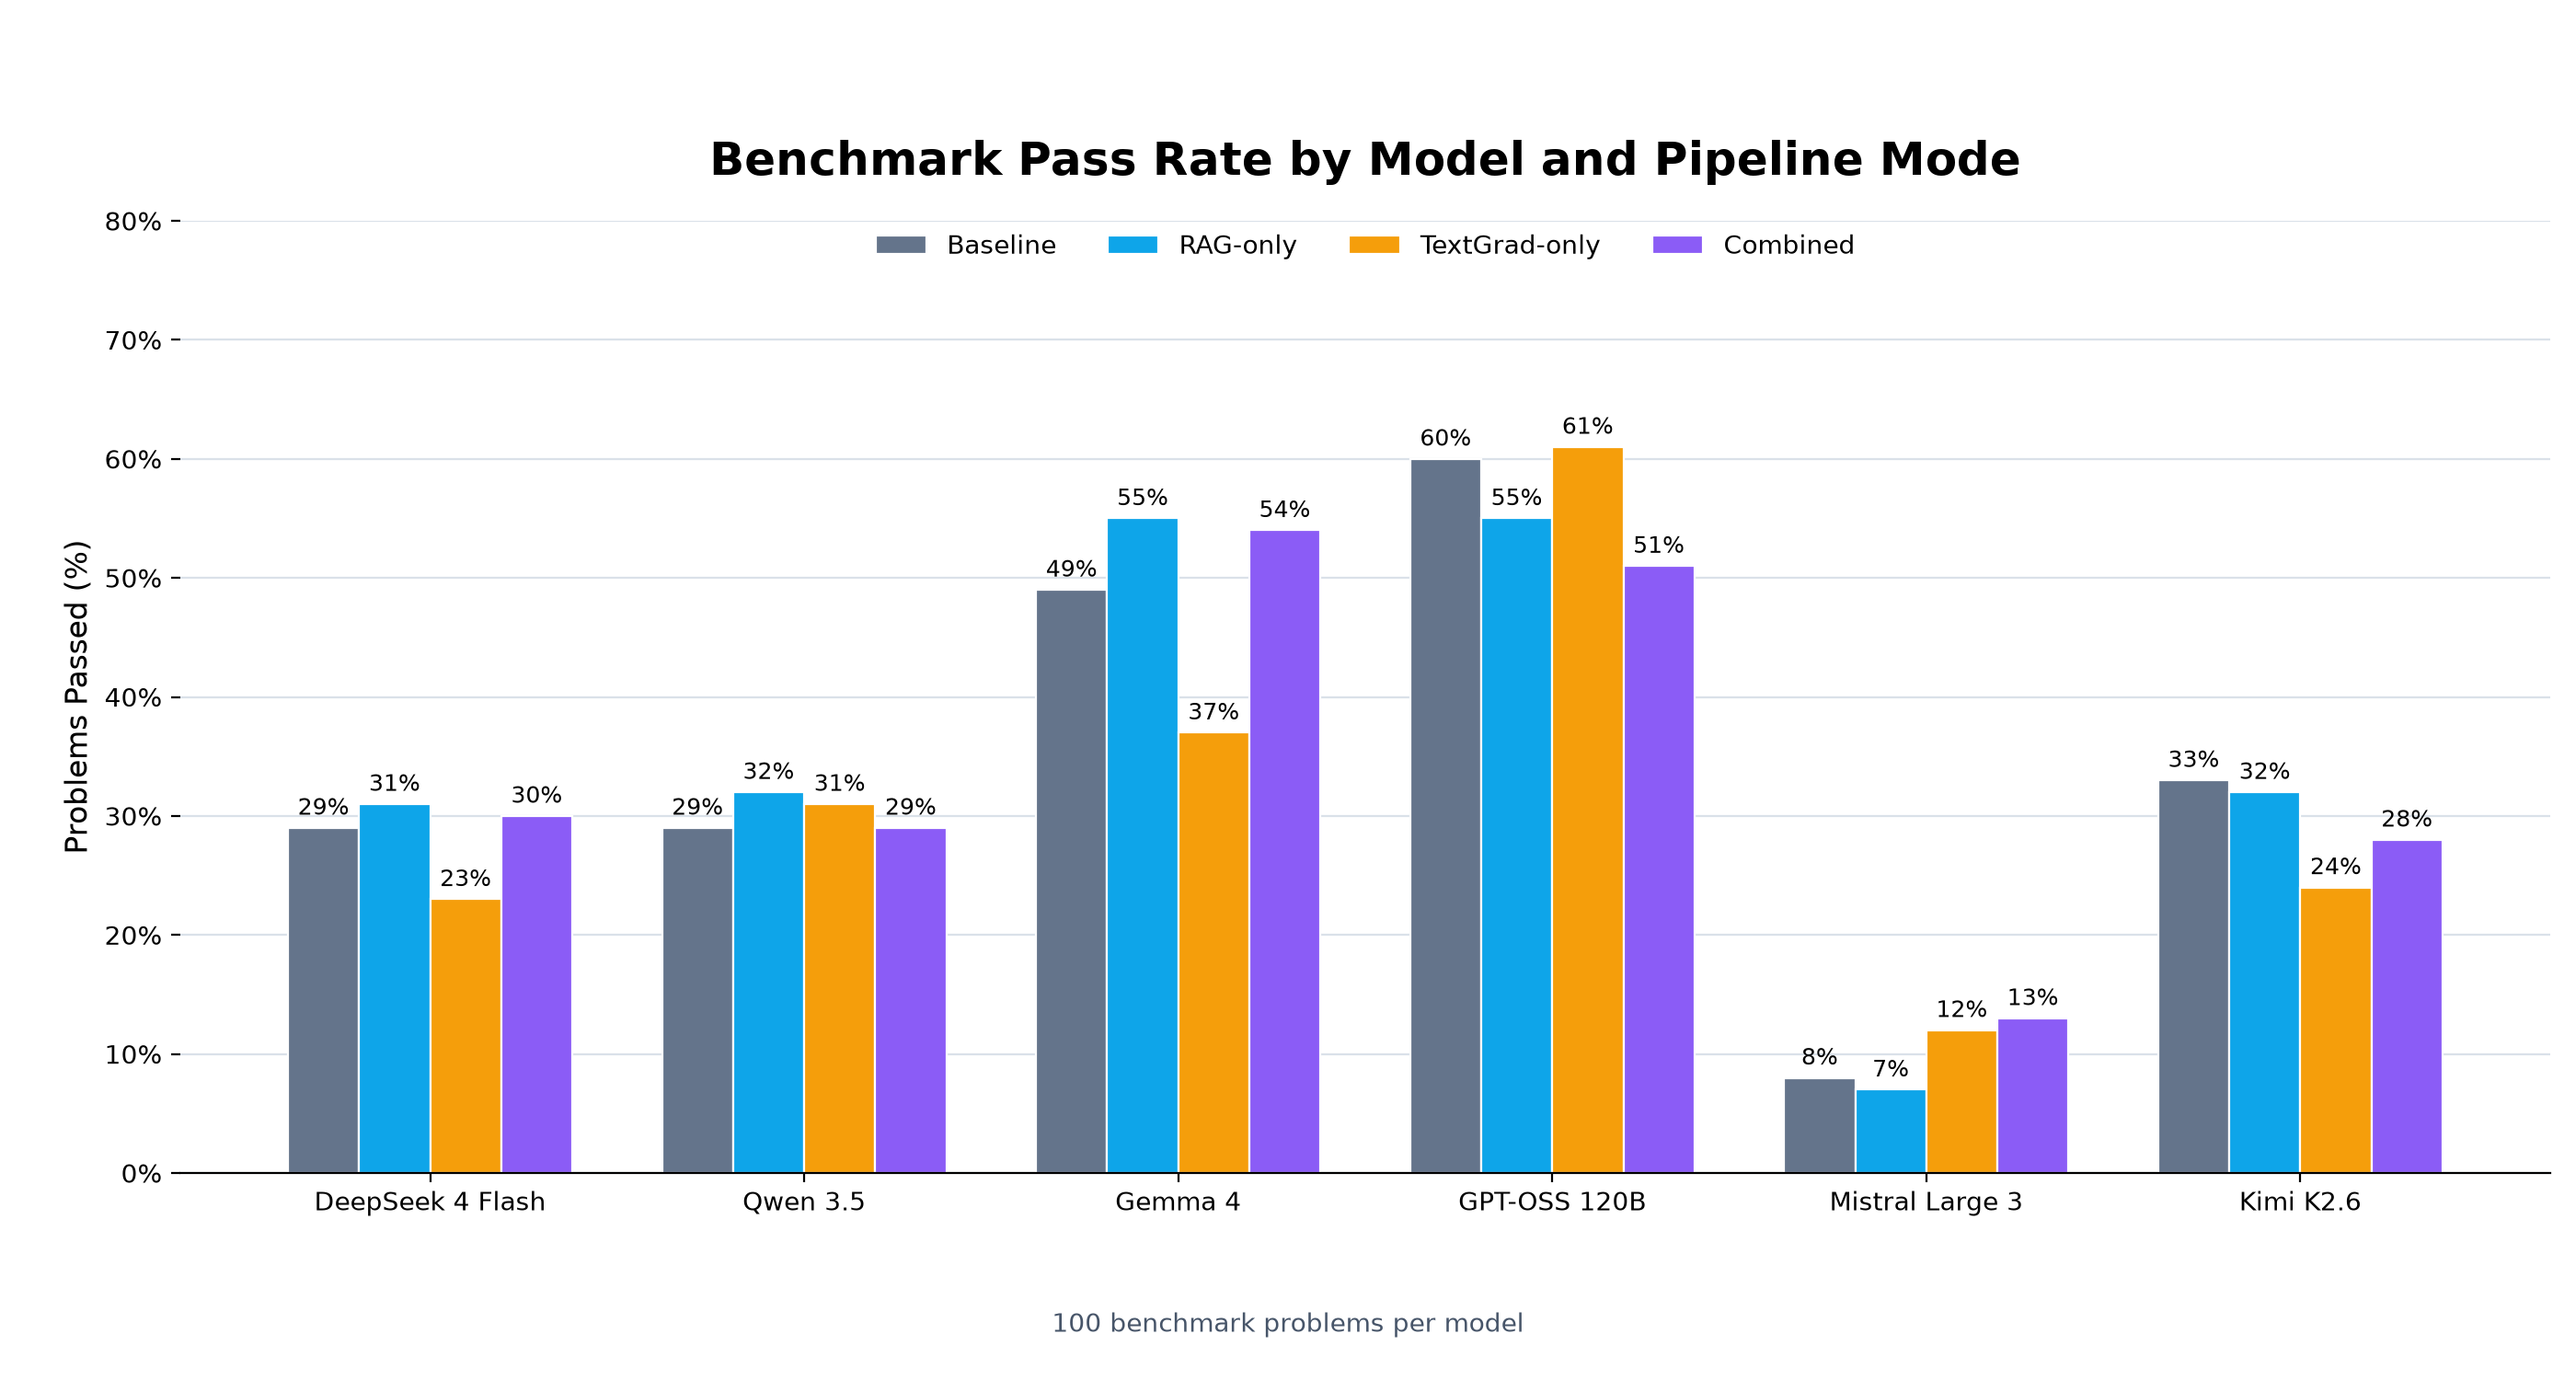 Benchmark Pass Rate by Model and Pipeline Mode
80%
Baseline RAG-only TextGrad-only Combined
70%
60%
50%
40%
30%
20%
10%
0%
Problems Passed (%)
29% 31% 23% 30%
29% 32% 31% 29%
49% 55% 37% 54%
60% 55% 61% 51%
8% 7% 12% 13%
33% 32% 24% 28%
DeepSeek 4 Flash Qwen 3.5 Gemma 4 GPT-OSS 120B Mistral Large 3 Kimi K2.6
100 benchmark problems per model